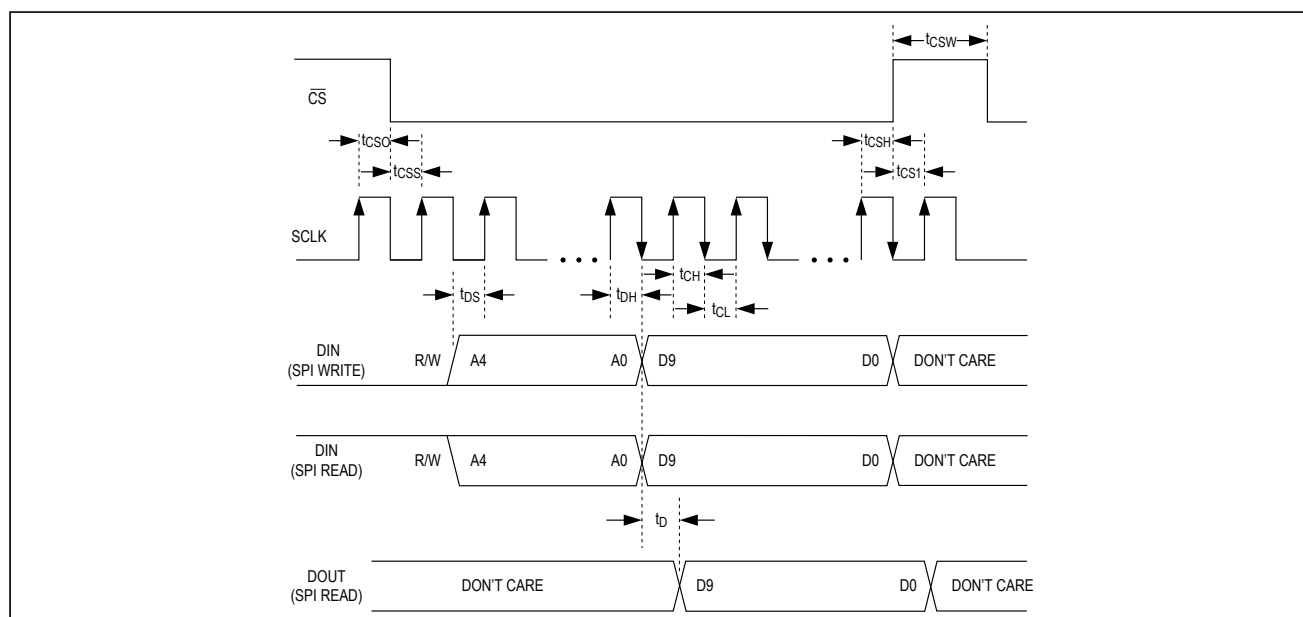 tCSW
CS
tCSO
tCSH
tCSS
tCS1
SCLK
tCH
tDS
tDH
tCL
DIN
(SPI WRITE)
R/W
A4
A0
D9
D0
DON'T CARE
DIN
(SPI READ)
R/W
A4
A0
D9
D0
DON'T CARE
tD
DOUT
(SPI READ)
DON'T CARE
D9
D0
DON'T CARE